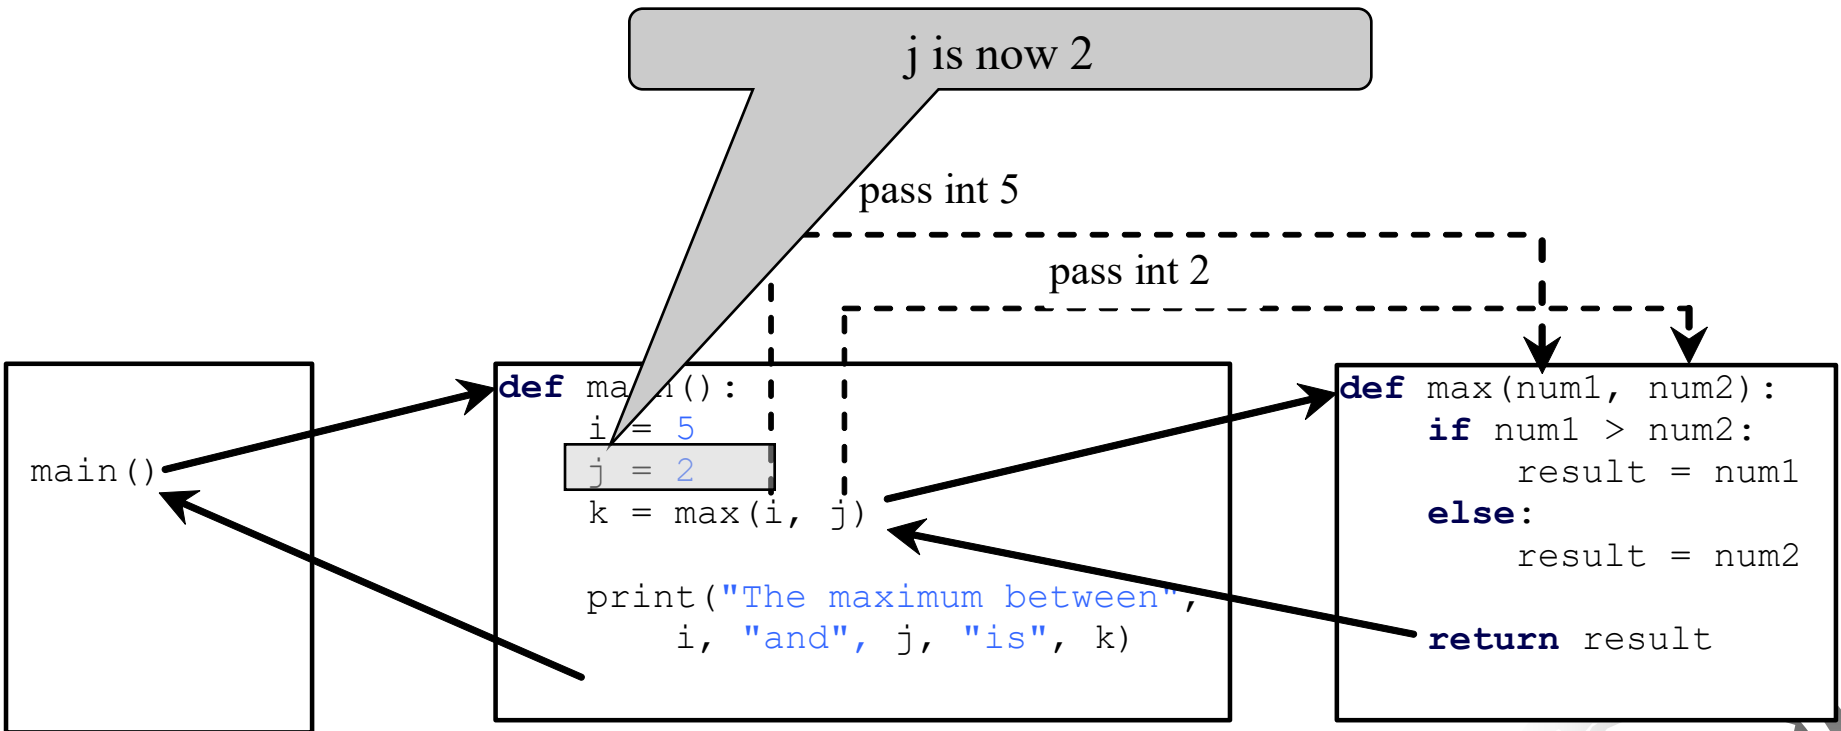 j is now 2
pass int 5
pass int 2
main()
def main():
i = 5
j = 2
k = max(i, j)
print("The maximum between",
i, "and", j, "is", k)
def max(num1, num2):
if num1 > num2:
result = num1
else:
result = num2
return result